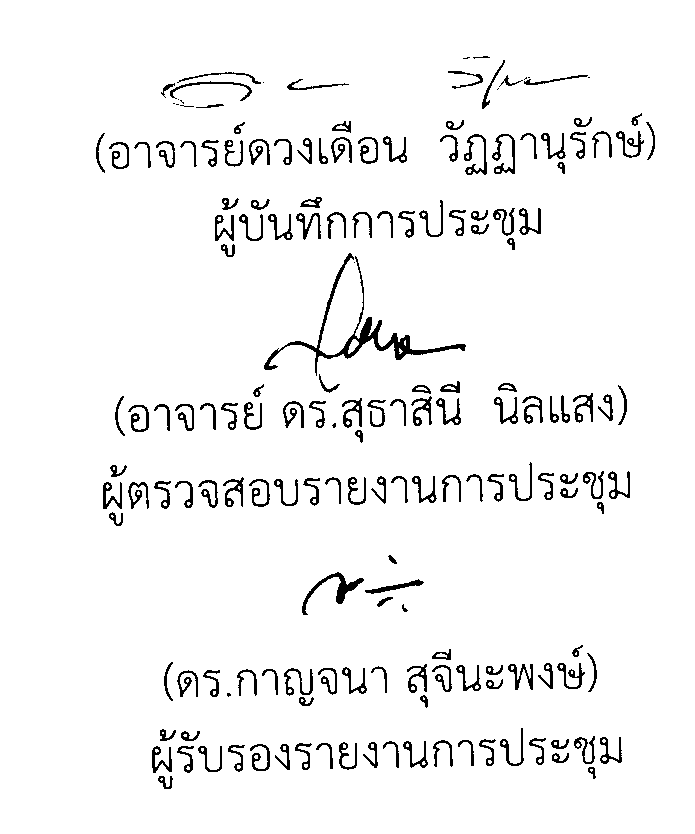 (อาจารย์ดวงเดือน วัฏฏานุรักษ์)
ผู้บันทึกการประชุม
(อาจารย์ ดร.สุธาสินี นิลแสง)
ผู้ตรวจสอบรายงานการประชุม
(ดร.กาญจนา สุจีนะพงษ์)
ผู้รับรองรายงานการประชุม